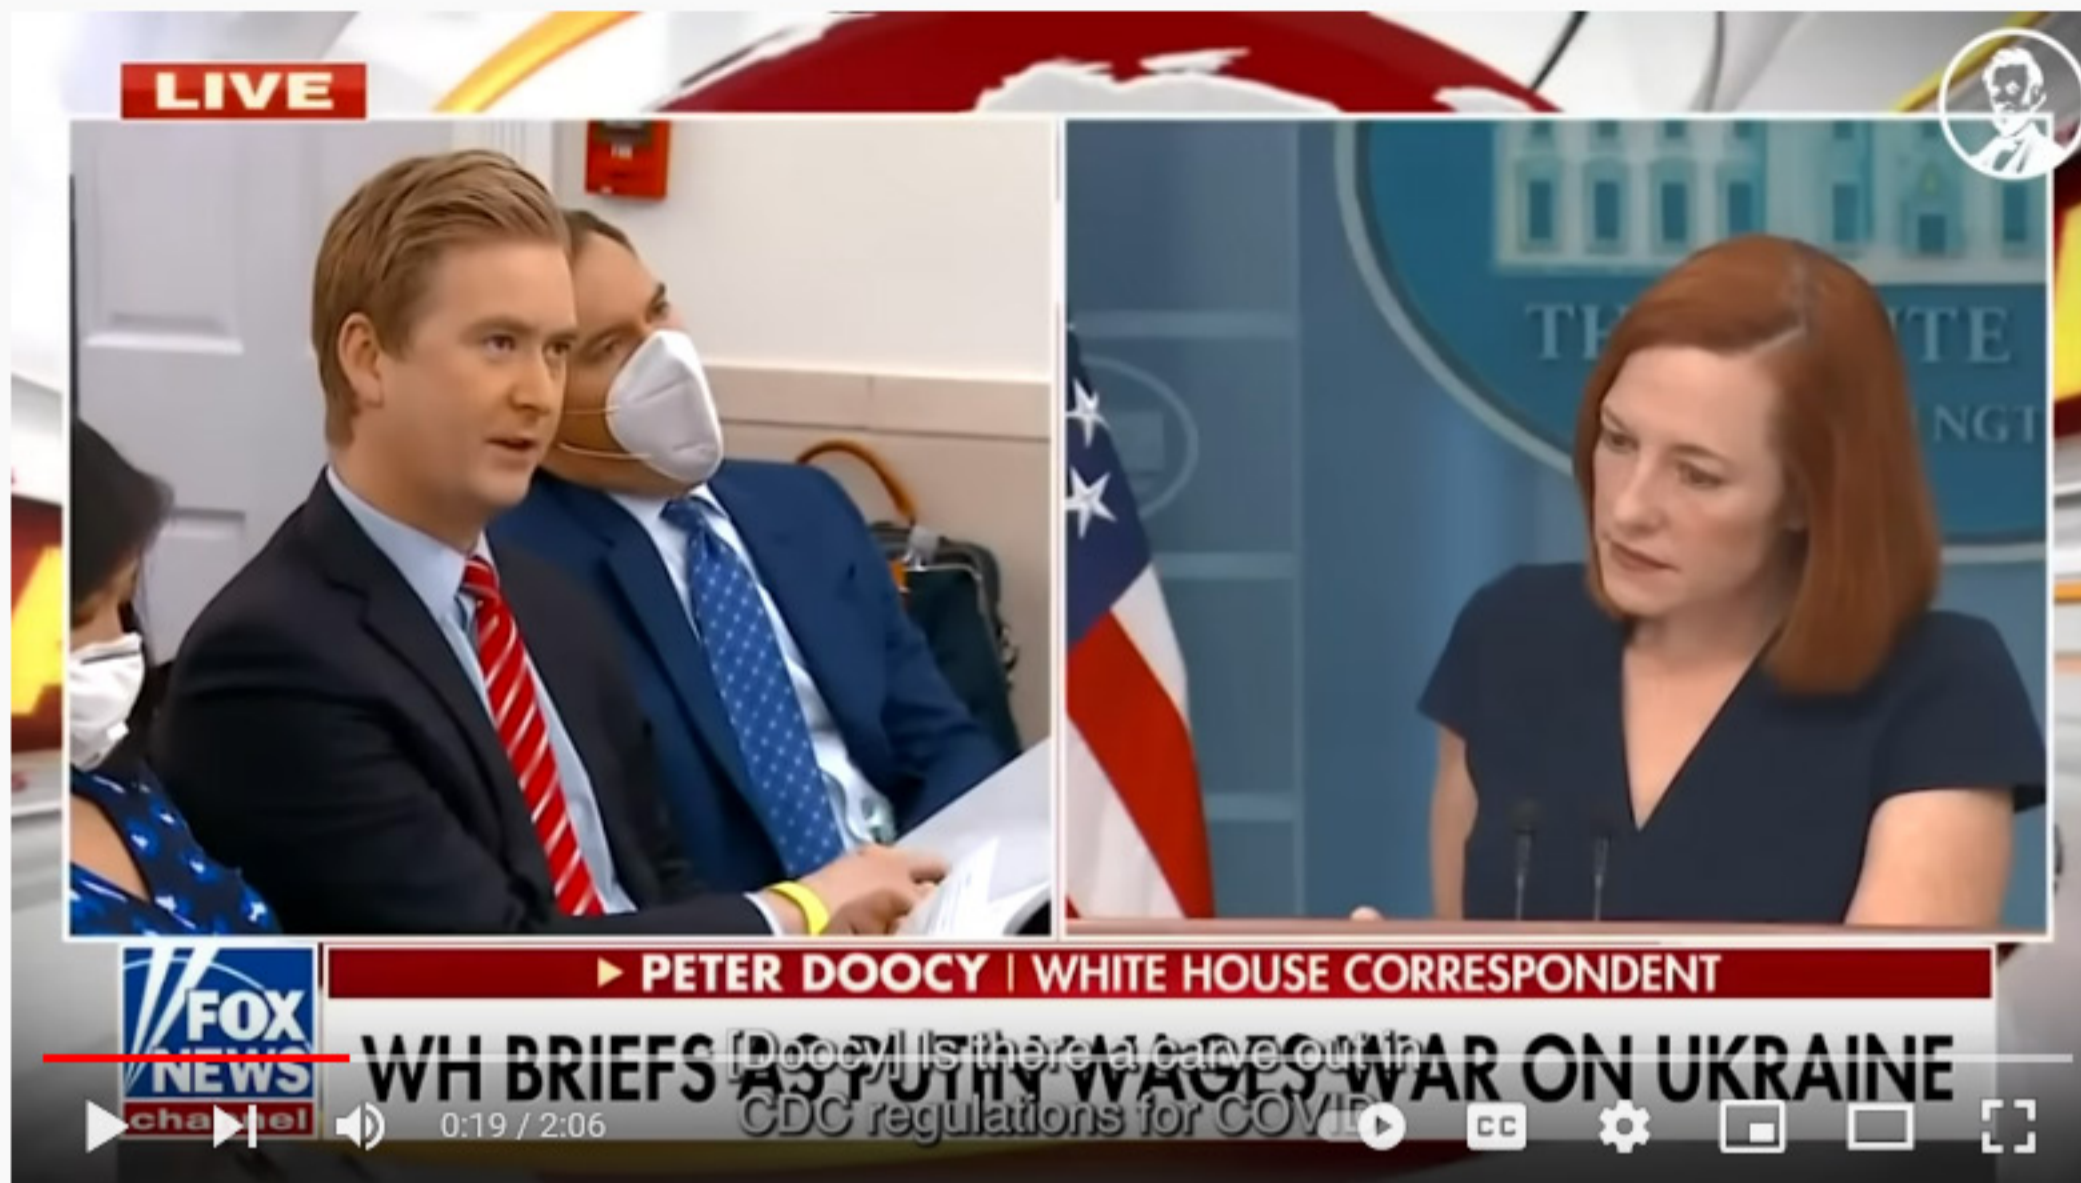 LIVE
TH ITE
NGT
PETER DOOCY | WHITE HOUSE CORRESPONDENT
FOX
NEWS
channel
WH BRIEFS AS PUTIN WAGES WAR ON UKRAINE
[Doocy] Is there a carve out in
CDC regulations for COVID
0:19 / 2:06
CC